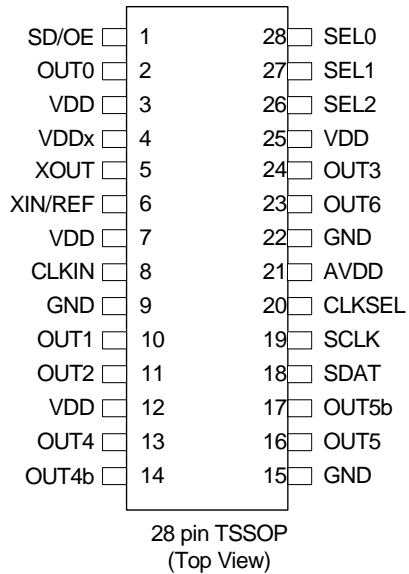 SD/OE 1 28 SEL0
OUT0 2 27 SEL1
VDD 3 26 SEL2
VDDx 4 25 VDD
XOUT 5 24 OUT3
XIN/REF 6 23 OUT6
VDD 7 22 GND
CLKIN 8 21 AVDD
GND 9 20 CLKSEL
OUT1 10 19 SCLK
OUT2 11 18 SDAT
VDD 12 17 OUT5b
OUT4 13 16 OUT5
OUT4b 14 15 GND
28 pin TSSOP
(Top View)